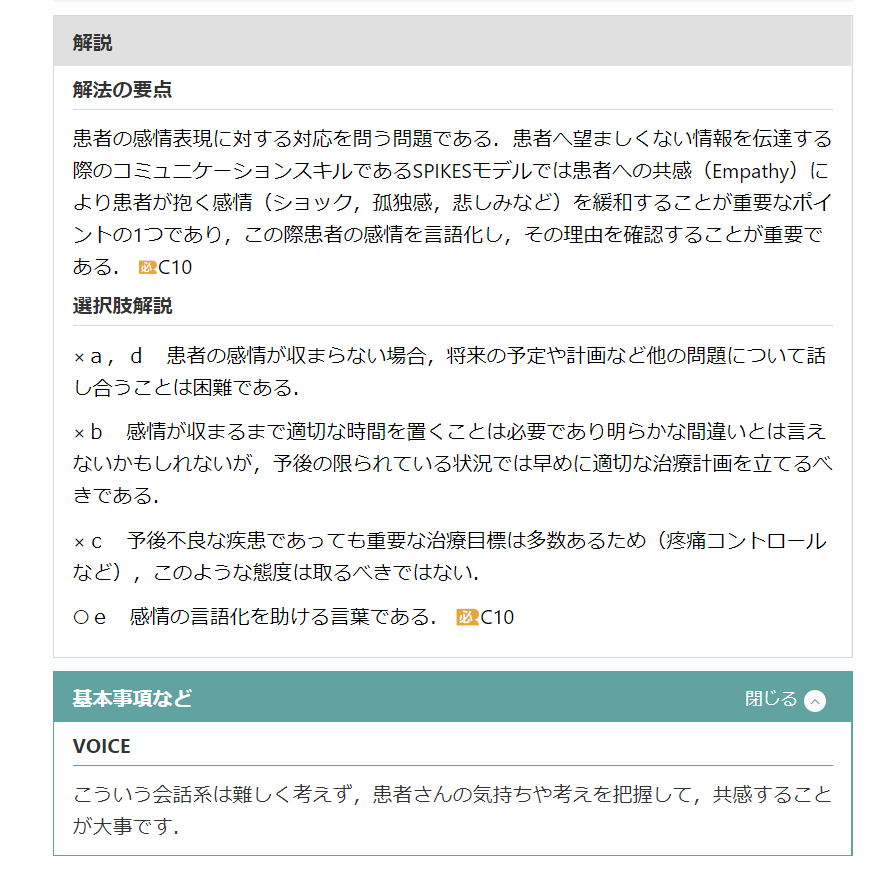 解説
解法の要点
患者の感情表現に対する対応を問う問題である．患者へ望ましくない情報を伝達する
際のコミュニケーションスキルであるSPIKESモデルでは患者への共感（Empathy）に
より患者が抱く感情（ショック，孤独感，悲しみなど）を緩和することが重要なポイ
ントの1つであり，この際患者の感情を言語化し，その理由を確認することが重要で
ある． 必C10
選択肢解説
×ａ，ｄ　患者の感情が収まらない場合，将来の予定や計画など他の問題について話
し合うことは困難である．
×ｂ　感情が収まるまで適切な時間を置くことは必要であり明らかな間違いとは言え
ないかもしれないが，予後の限られている状況では早めに適切な治療計画を立てるべ
きである．
×ｃ　予後不良な疾患であっても重要な治療目標は多数あるため（疼痛コントロール
など），このような態度は取るべきではない．
○ｅ　感情の言語化を助ける言葉である． 必C10
基本事項など 閉じる
VOICE
こういう会話系は難しく考えず，患者さんの気持ちや考えを把握して，共感すること
が大事です．